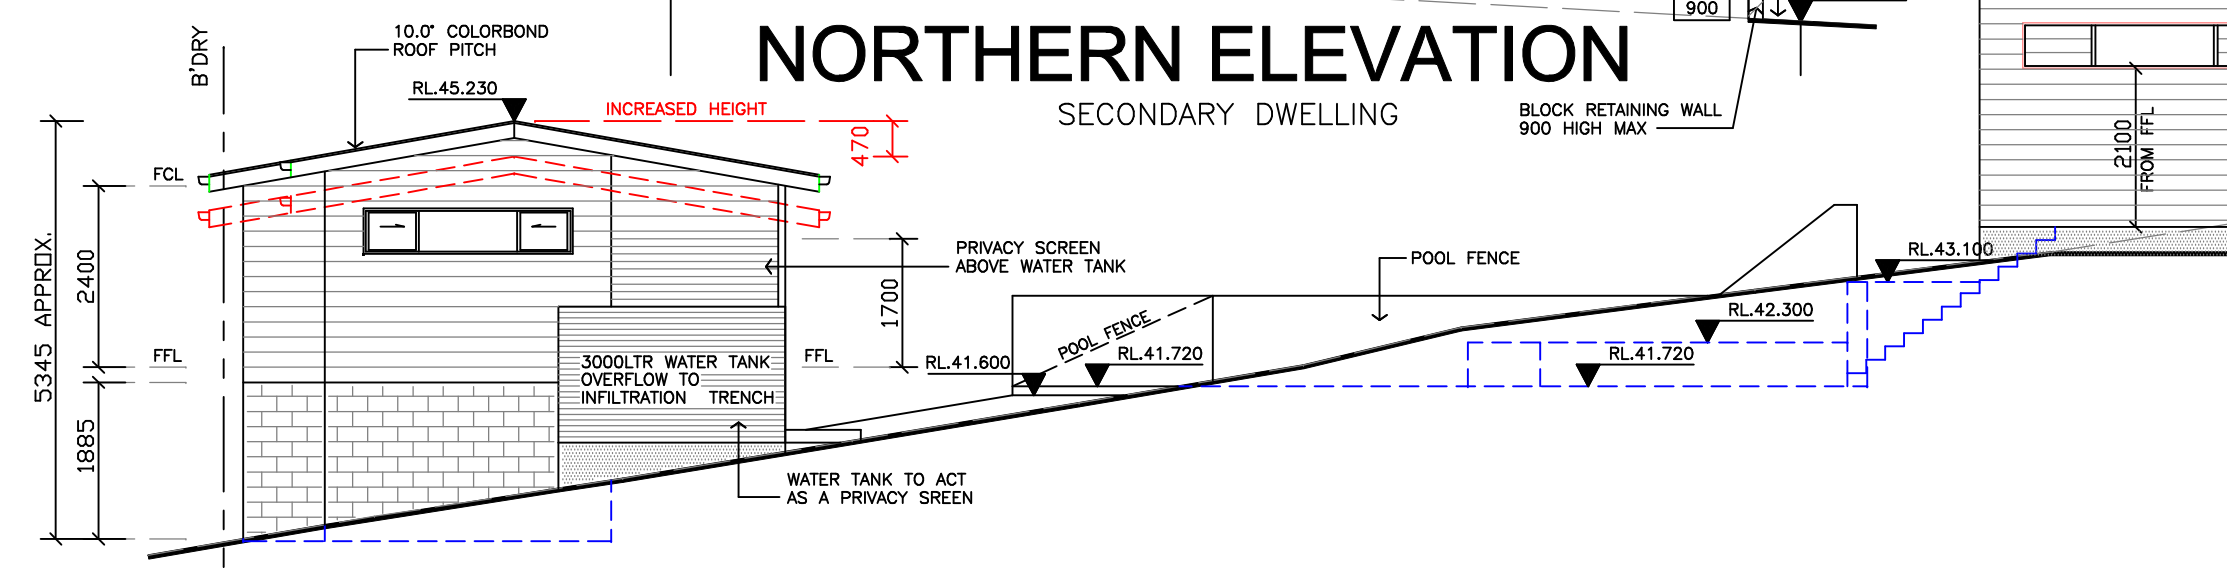 NORTHERN ELEVATION
SECONDARY DWELLING
900
B'DRY
10.0° COLORBOND
ROOF PITCH
RL.45.230
INCREASED HEIGHT
470
BLOCK RETAINING WALL
900 HIGH MAX
2100
FROM FFL
FCL
5345 APPROX.
2400
1885
FFL
PRIVACY SCREEN
ABOVE WATER TANK
1700
FFL
3000LTR WATER TANK
OVERFLOW TO
INFILTRATION TRENCH
WATER TANK TO ACT
AS A PRIVACY SREEN
RL.41.600
POOL FENCE
RL.41.720
POOL FENCE
RL.43.100
RL.42.300
RL.41.720